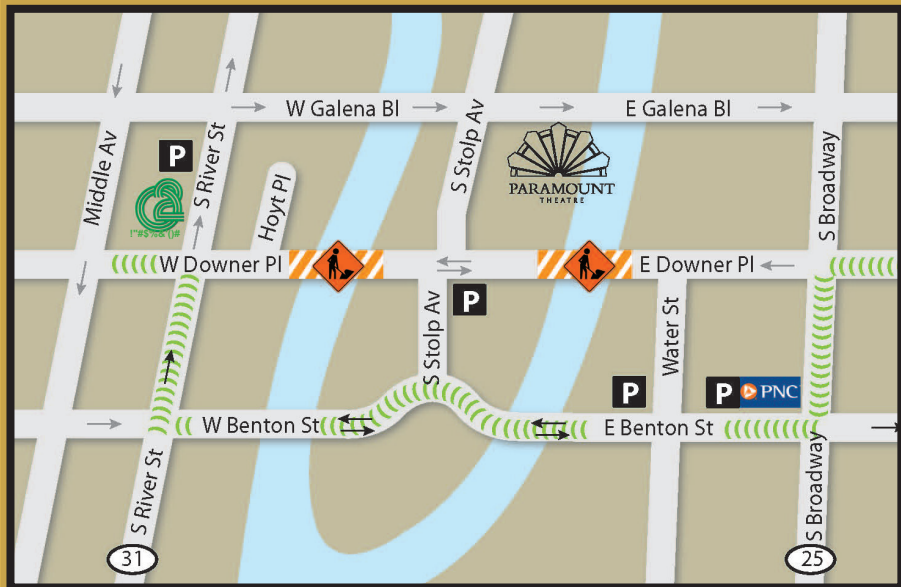 W Galena Bl
E Galena Bl
Middle Av
P
S River St
Hoyt Pl
S Stolp Av
PARAMOUNT
THEATRE
S Broadway
!"#$%& ()#
W Downer Pl
E Downer Pl
P
S Stolp Av
Water St
P
P
PNC
W Benton St
E Benton St
S River St
S Broadway
31
25